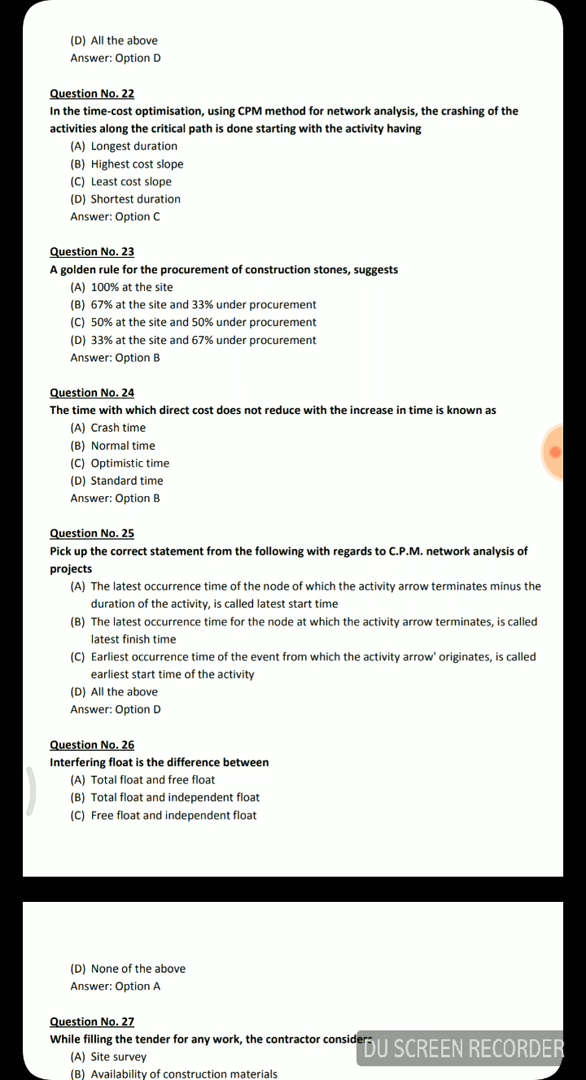 (D) All the above
Answer: Option D
Question No. 22
In the time-cost optimisation, using CPM method for network analysis, the crashing of the
activities along the critical path is done starting with the activity having
(A) Longest duration
(B) Highest cost slope
(C) Least cost slope
(D) Shortest duration
Answer: Option C
Question No. 23
A golden rule for the procurement of construction stones, suggests
(A) 100% at the site
(B) 67% at the site and 33% under procurement
(C) 50% at the site and 50% under procurement
(D) 33% at the site and 67% under procurement
Answer: Option B
Question No. 24
The time with which direct cost does not reduce with the increase in time is known as
(A) Crash time
(B) Normal time
(C) Optimistic time
(D) Standard time
Answer: Option B
Question No. 25
Pick up the correct statement from the following with regards to C.P.M. network analysis of
projects
(A) The latest occurrence time of the node of which the activity arrow terminates minus the
duration of the activity, is called latest start time
(B) The latest occurrence time for the node at which the activity arrow terminates, is called
latest finish time
(C) Earliest occurrence time of the event from which the activity arrow' originates, is called
earliest start time of the activity
(D) All the above
Answer: Option D
Question No. 26
Interfering float is the difference between
(A) Total float and free float
(B) Total float and independent float
(C) Free float and independent float
(D) None of the above
Answer: Option A
Question No. 27
While filling the tender for any work, the contractor considers
DU SCREEN RECORDER
(A) Site survey
(B) Availability of construction materials